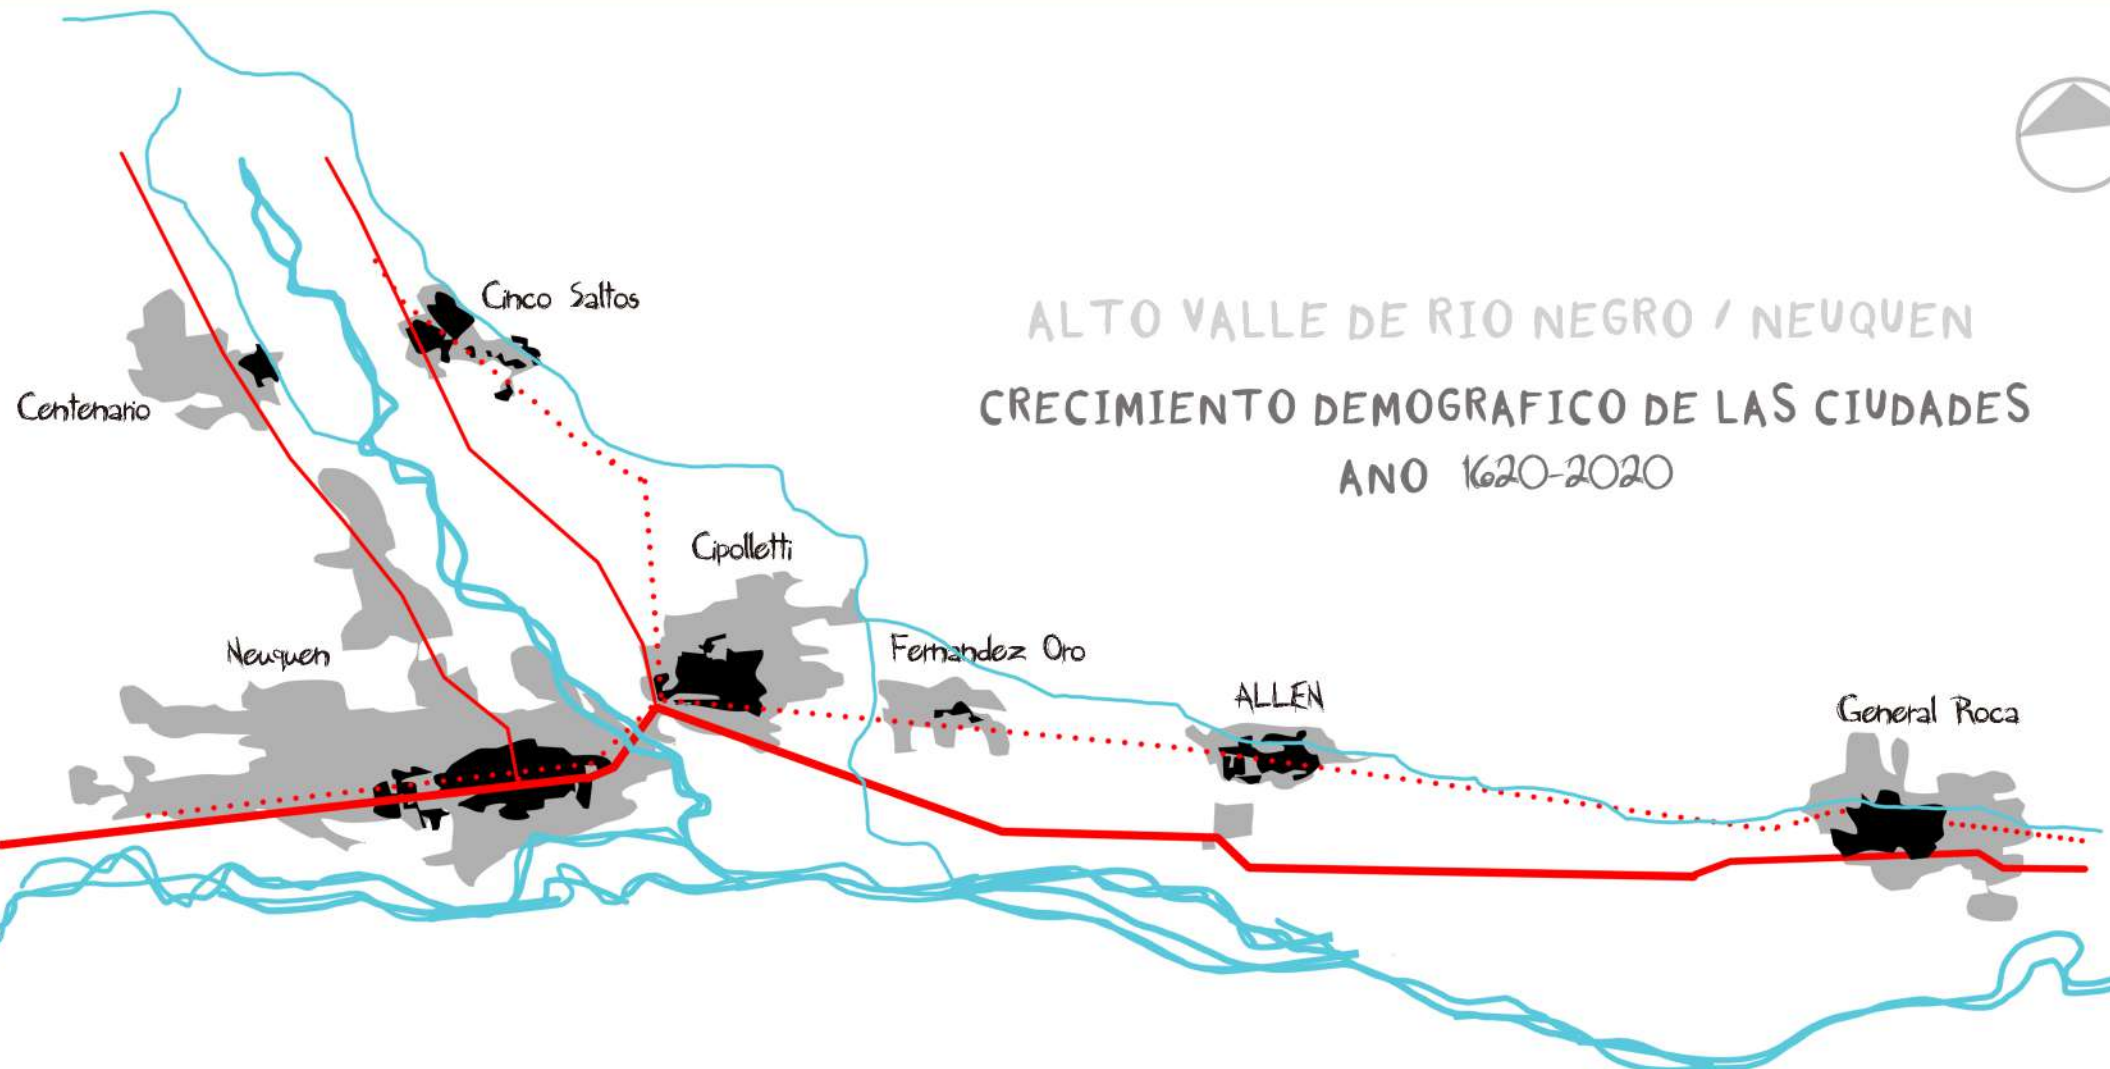 Cinco Saltos
ALTO VALLE DE RIO NEGRO / NEUQUEN
Centenario
CRECIMIENTO DEMOGRAFICO DE LAS CIUDADES
ANO 1620-2020
Cipolletti
Neuquen
Fernandez Oro
ALLEN
General Roca